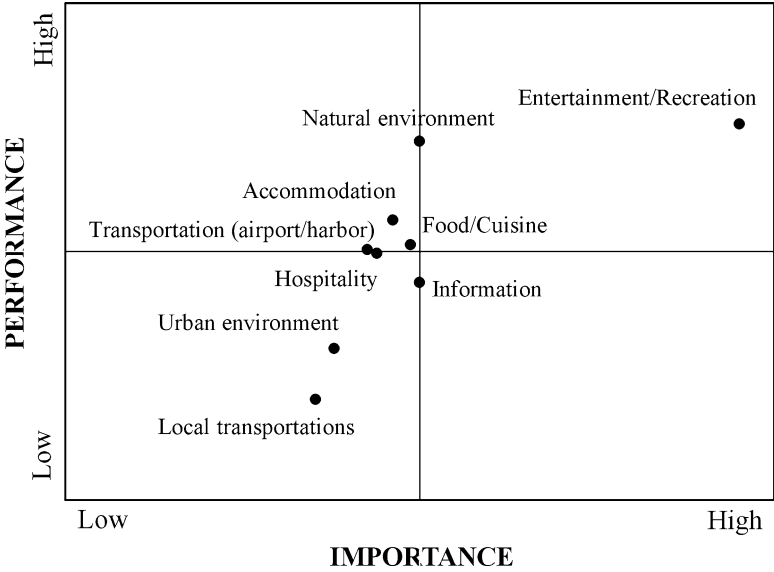 High
PERFORMANCE
Low
Entertainment/Recreation
Natural environment
Accommodation
Food/Cuisine
Transportation (airport/harbor)
Hospitality
Information
Urban environment
Local transportations
Low
High
IMPORTANCE